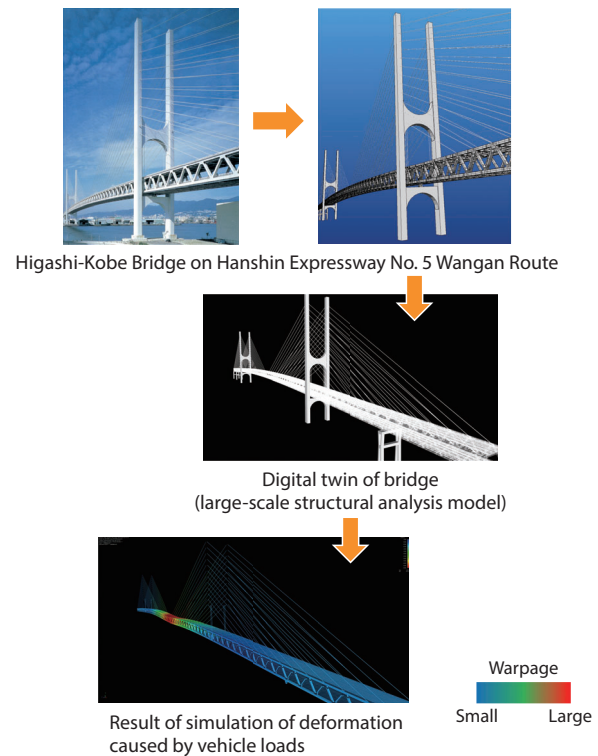 Higashi-Kobe Bridge on Hanshin Expressway No. 5 Wangan Route
Digital twin of bridge
(large-scale structural analysis model)
Warpage
Small Large
Result of simulation of deformation
caused by vehicle loads